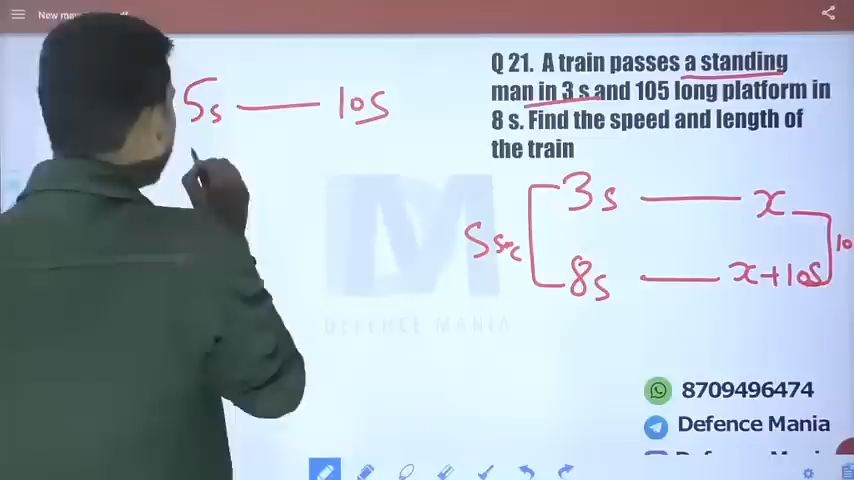 Q 21. A train passes a standing
man in 3 s and 105 long platform in
8 s. Find the speed and length of
the train
5s — 105
3s — x
5sec
8s — x+105
DEFENCE MANIA
8709496474
Defence Mania